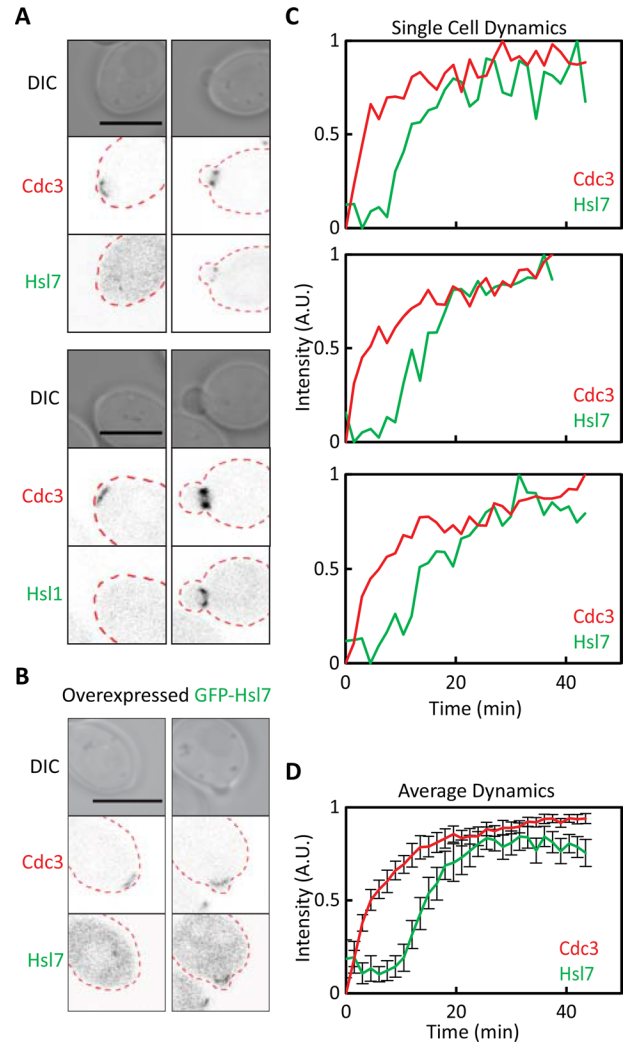 A
DIC
Cdc3
Hsl7
DIC
Cdc3
Hsl1
B
Overexpressed GFP-Hsl7
DIC
Cdc3
Hsl7
C
Single Cell Dynamics
Intensity (A.U.)
1
0.5
0
Cdc3
Hsl7
1
0.5
0
Cdc3
Hsl7
1
0.5
0
Cdc3
Hsl7
0 20 40
Time (min)
D
Average Dynamics
Intensity (A.U.)
1
0.5
0
Cdc3
Hsl7
0 20 40
Time (min)